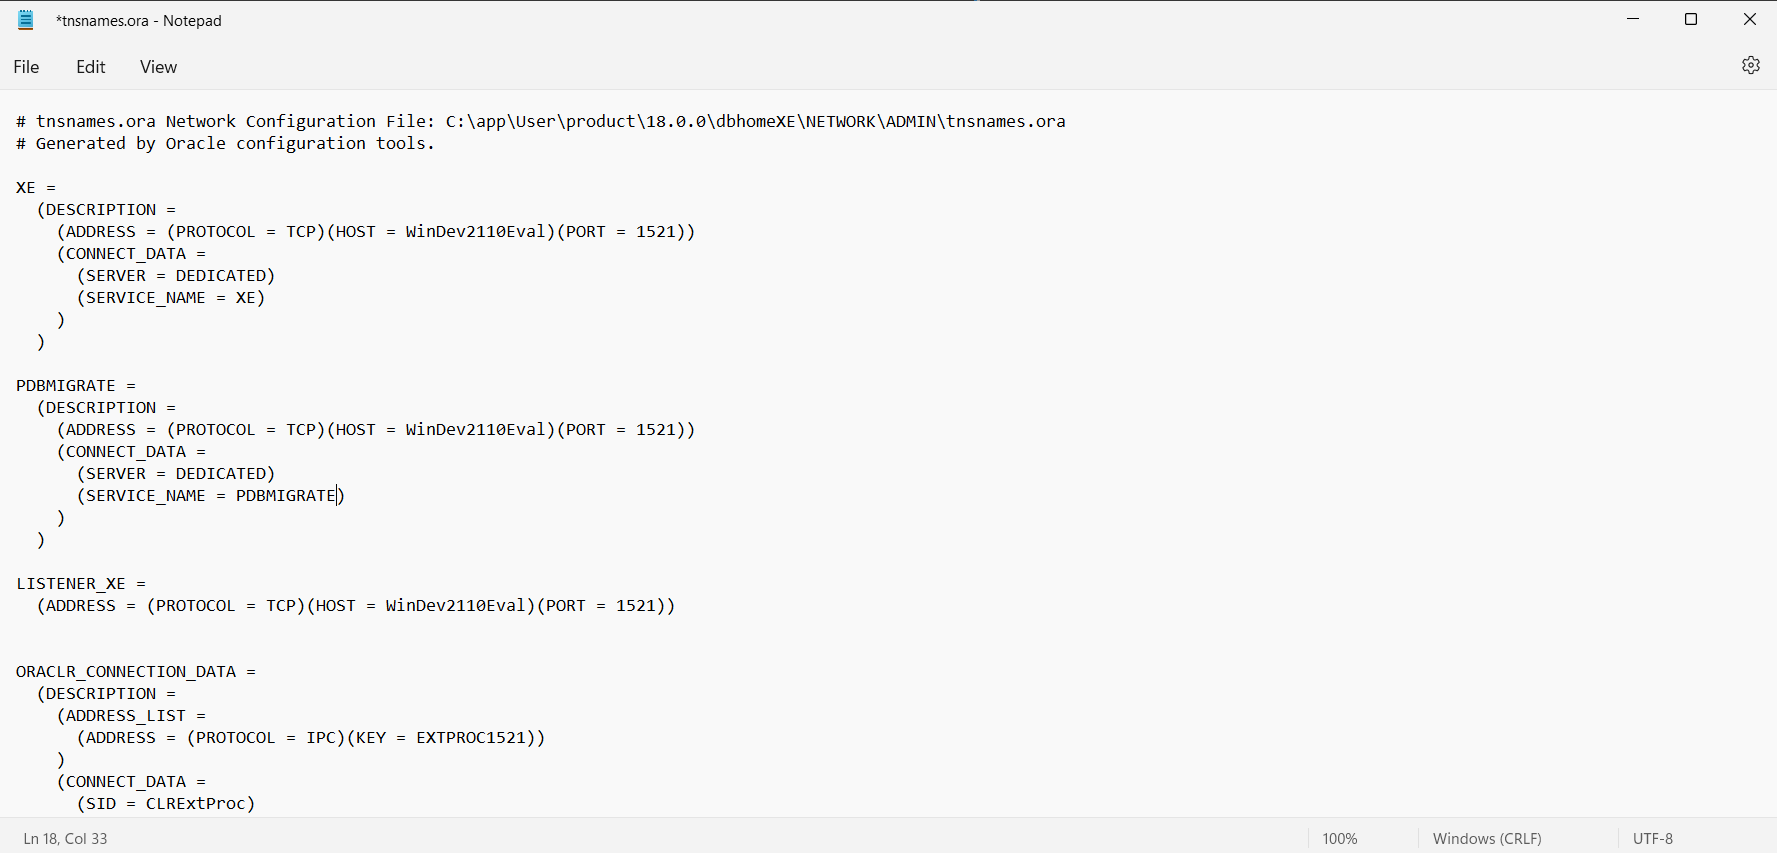 *tnsnames.ora - Notepad
File Edit View
# tnsnames.ora Network Configuration File: C:\app\User\product\18.0.0\dbhomeXE\NETWORK\ADMIN\tnsnames.ora
# Generated by Oracle configuration tools.
XE =
  (DESCRIPTION =
    (ADDRESS = (PROTOCOL = TCP)(HOST = WinDev2110Eval)(PORT = 1521))
    (CONNECT_DATA =
      (SERVER = DEDICATED)
      (SERVICE_NAME = XE)
    )
  )
PDBMIGRATE =
  (DESCRIPTION =
    (ADDRESS = (PROTOCOL = TCP)(HOST = WinDev2110Eval)(PORT = 1521))
    (CONNECT_DATA =
      (SERVER = DEDICATED)
      (SERVICE_NAME = PDBMIGRATE)
    )
  )
LISTENER_XE =
  (ADDRESS = (PROTOCOL = TCP)(HOST = WinDev2110Eval)(PORT = 1521))
ORACLR_CONNECTION_DATA =
  (DESCRIPTION =
    (ADDRESS_LIST =
      (ADDRESS = (PROTOCOL = IPC)(KEY = EXTPROC1521))
    )
    (CONNECT_DATA =
      (SID = CLRExtProc)
Ln 18, Col 33 100% Windows (CRLF) UTF-8